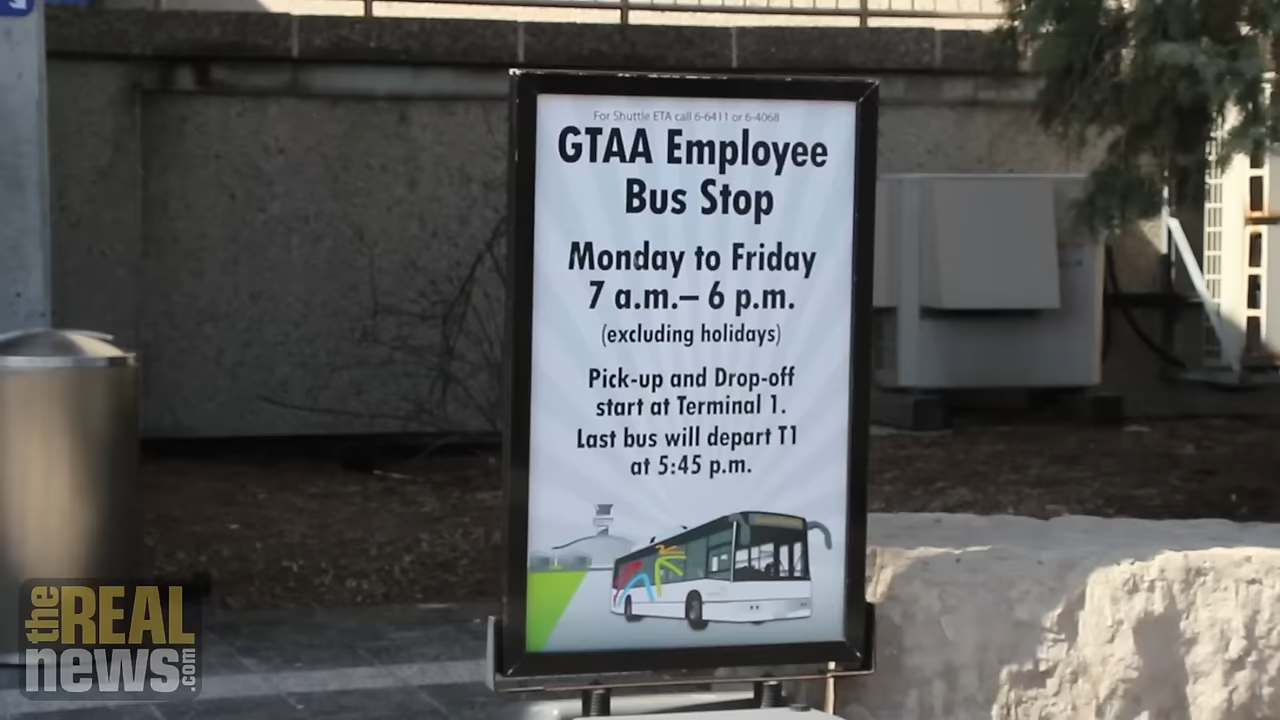 For Shuttle ETA call 6-6411 or 6-4068
GTAA Employee
Bus Stop
Monday to Friday
7 a.m.– 6 p.m.
(excluding holidays)
Pick-up and Drop-off
start at Terminal 1.
Last bus will depart T1
at 5:45 p.m.
the REAL
news.com